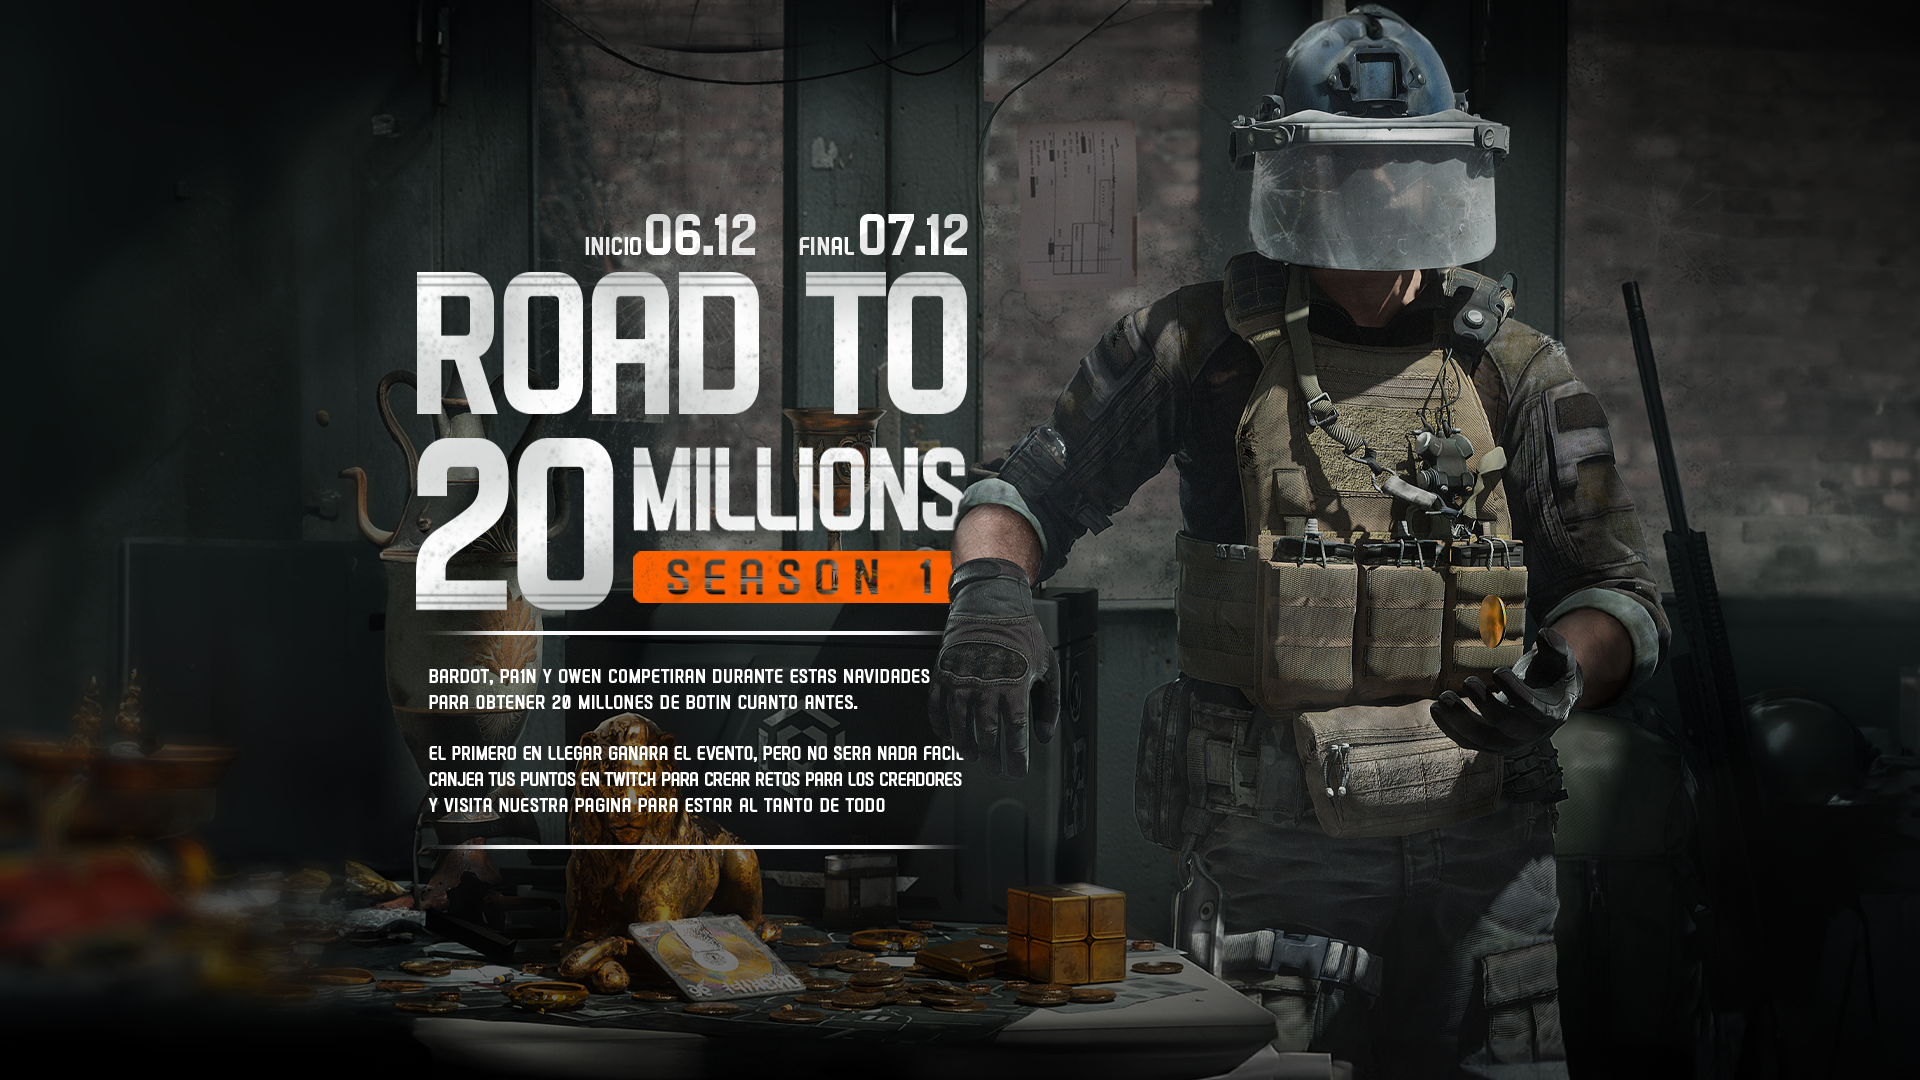 INICIO 06.12 FINAL 07.12
ROAD TO
20 MILLIONS
SEASON 1
BARDOT, PA1N Y OWEN COMPETIRAN DURANTE ESTAS NAVIDADES
PARA OBTENER 20 MILLONES DE BOTIN CUANTO ANTES.
EL PRIMERO EN LLEGAR GANARA EL EVENTO, PERO NO SERA NADA FACIL
CANJEA TUS PUNTOS EN TWITCH PARA CREAR RETOS PARA LOS CREADORES
Y VISITA NUESTRA PAGINA PARA ESTAR AL TANTO DE TODO